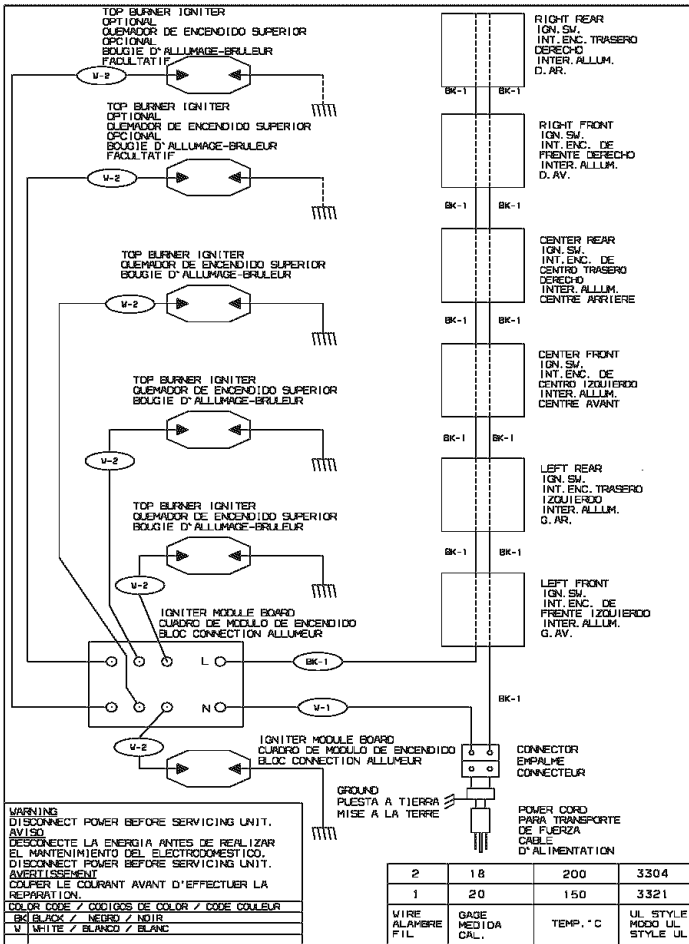 TOP BURNER IGNITER
OPTIONAL
QUEMADOR DE ENCENDIDO SUPERIOR
OPCIONAL
BOUGIE D'ALLUMAGE-BRULEUR
FACULTATIF
W-2
TOP BURNER IGNITER
OPTIONAL
QUEMADOR DE ENCENDIDO SUPERIOR
OPCIONAL
BOUGIE D'ALLUMAGE-BRULEUR
FACULTATIF
W-2
TOP BURNER IGNITER
QUEMADOR DE ENCENDIDO SUPERIOR
BOUGIE D'ALLUMAGE-BRULEUR
W-2
TOP BURNER IGNITER
QUEMADOR DE ENCENDIDO SUPERIOR
BOUGIE D'ALLUMAGE-BRULEUR
W-2
TOP BURNER IGNITER
QUEMADOR DE ENCENDIDO SUPERIOR
BOUGIE D'ALLUMAGE-BRULEUR
W-2
IGNITER MODULE BOARD
CUADRO DE MODULO DE ENCENDIDO
BLOC CONNECTION ALLUMEUR
L
BK-1
N
W-1
W-2
IGNITER MODULE BOARD
CUADRO DE MODULO DE ENCENDIDO
BLOC CONNECTION ALLUMEUR
RIGHT REAR
IGN. SW.
INT. ENC. TRASERO
DERECHO
INTER. ALLUM.
D. AR.
BK-1 BK-1
RIGHT FRONT
IGN. SW.
INT. ENC. DE
FRENTE DERECHO
INTER. ALLUM.
D. AV.
BK-1 BK-1
CENTER REAR
IGN. SW.
INT. ENC. DE
CENTRO TRASERO
DERECHO
INTER. ALLUM.
CENTRE ARRIERE
BK-1 BK-1
CENTER FRONT
IGN. SW.
INT. ENC. DE
CENTRO IZQUIERDO
INTER. ALLUM.
CENTRE AVANT
BK-1 BK-1
LEFT REAR
IGN. SW.
INT. ENC. TRASERO
IZQUIERDO
INTER. ALLUM.
G. AR.
BK-1 BK-1
LEFT FRONT
IGN. SW.
INT. ENC. DE
FRENTE IZQUIERDO
INTER. ALLUM.
G. AV.
BK-1
CONNECTOR
EMPALME
CONNECTEUR
GROUND
PUESTA A TIERRA
MISE A LA TERRE
POWER CORD
PARA TRANSPORTE
DE FUERZA
CABLE
D'ALIMENTATION
WARNING
DISCONNECT POWER BEFORE SERVICING UNIT.
AVISO
DESCONECTE LA ENERGIA ANTES DE REALIZAR
EL MANTENIMIENTO DEL ELECTRODOMESTICO.
DISCONNECT POWER BEFORE SERVICING UNIT.
AVERTISSEMENT
COUPER LE COURANT AVANT D'EFFECTUER LA
REPARATION.
COLOR CODE / CODIGOS DE COLOR / CODE COULEUR
BK BLACK / NEGRO / NOIR
W WHITE / BLANCO / BLANC
2 18 200 3304
1 20 150 3321
WIRE GAGE TEMP. °C UL STYLE
ALAMBRE MEDIDA MODO UL
FIL CAL. STYLE UL